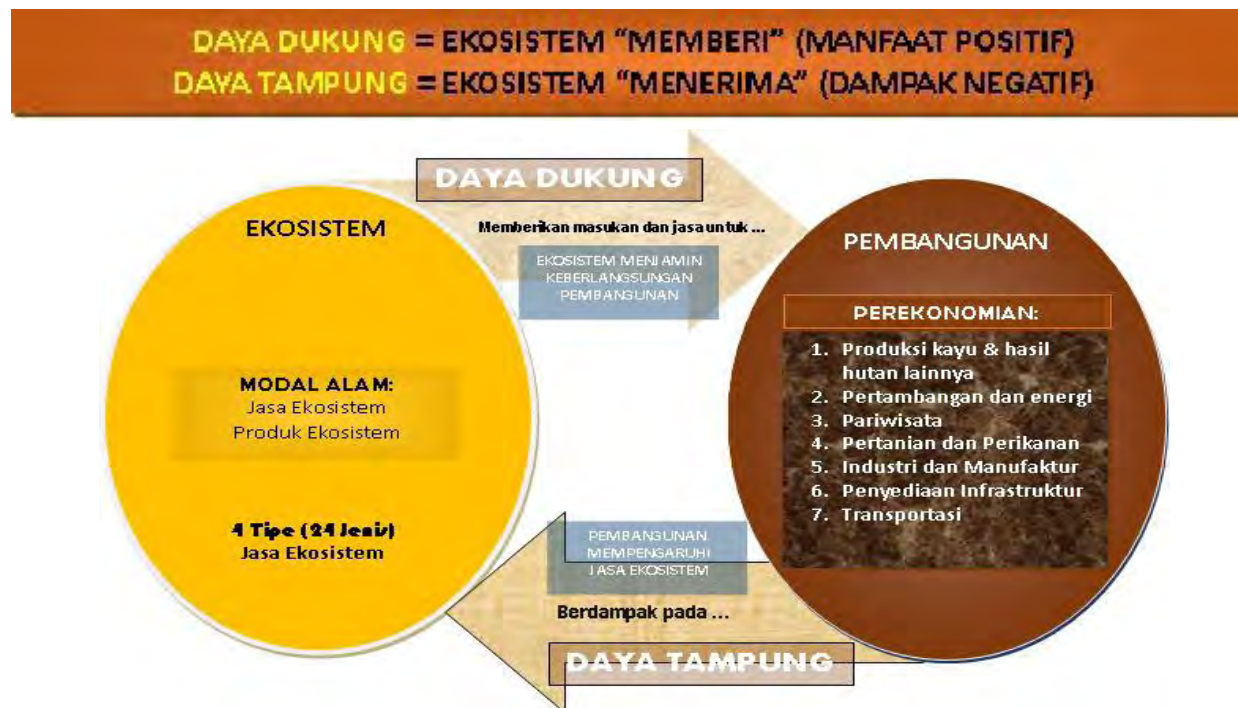 DAYA DUKUNG = EKOSISTEM “MEMBERI” (MANFAAT POSITIF)
DAYA TAMPUNG = EKOSISTEM “MENERIMA” (DAMPAK NEGATIF)
DAYA DUKUNG
EKOSISTEM
Memberikan masukan dan jasa untuk ...
EKOSISTEM MENJAMIN
KEBERLANGSUNGAN
PEMBANGUNAN
MODAL ALAM:
Jasa Ekosistem
Produk Ekosistem
4 Tipe (24 Jenis)
Jasa Ekosistem
PEMBANGUNAN
PEREKONOMIAN:
1. Produksi kayu & hasil
hutan lainnya
2. Pertambangan dan energi
3. Pariwisata
4. Pertanian dan Perikanan
5. Industri dan Manufaktur
6. Penyediaan Infrastruktur
7. Transportasi
PEMBANGUNAN
MEMPENGARUHI
JASA EKOSISTEM
Berdampak pada ...
DAYA TAMPUNG